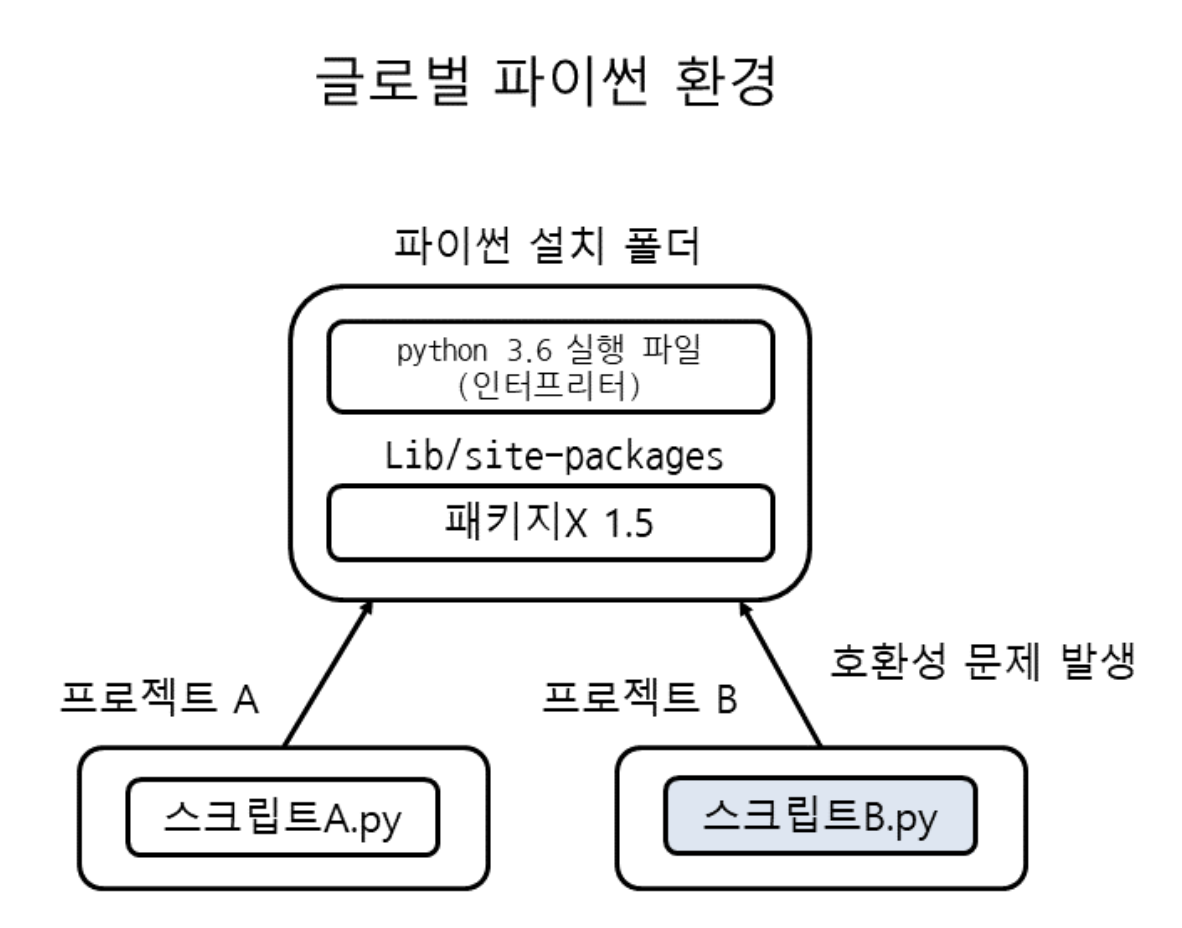 글로벌 파이썬 환경
파이썬 설치 폴더
python 3.6 실행 파일
(인터프리터)
Lib/site-packages
패키지X 1.5
호환성 문제 발생
프로젝트 A
프로젝트 B
스크립트A.py
스크립트B.py